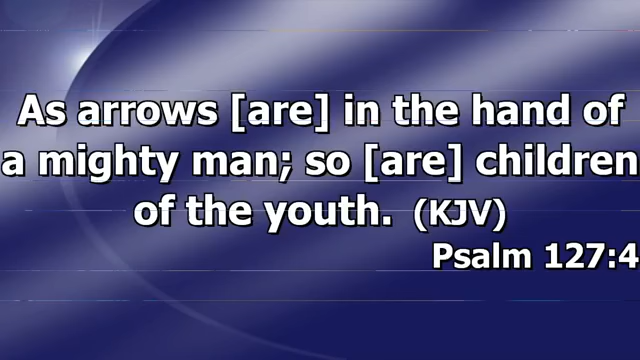 As arrows [are] in the hand of
a mighty man; so [are] children
of the youth. (KJV)
Psalm 127:4